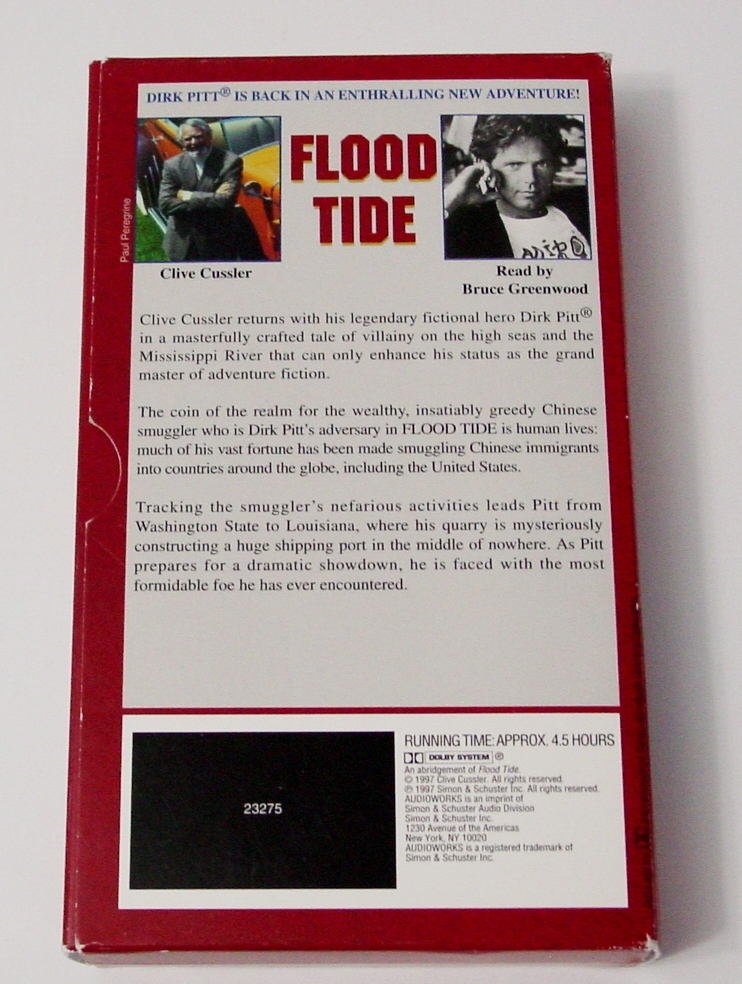 DIRK PITT® IS BACK IN AN ENTHRALLING NEW ADVENTURE!
Paul Peregrine
FLOOD
TIDE
Clive Cussler
Read by
Bruce Greenwood
Clive Cussler returns with his legendary fictional hero Dirk Pitt®
in a masterfully crafted tale of villainy on the high seas and the
Mississippi River that can only enhance his status as the grand
master of adventure fiction.
The coin of the realm for the wealthy, insatiably greedy Chinese
smuggler who is Dirk Pitt's adversary in FLOOD TIDE is human lives:
much of his vast fortune has been made smuggling Chinese immigrants
into countries around the globe, including the United States.
Tracking the smuggler's nefarious activities leads Pitt from
Washington State to Louisiana, where his quarry is mysteriously
constructing a huge shipping port in the middle of nowhere. As Pitt
prepares for a dramatic showdown, he is faced with the most
formidable foe he has ever encountered.
23275
RUNNING TIME: APPROX. 4.5 HOURS
DOLBY SYSTEM ®
An abridgement of Flood Tide.
© 1997 Clive Cussler. All rights reserved.
℗ 1997 Simon & Schuster Inc. All rights reserved.
AUDIOWORKS is an imprint of
Simon & Schuster Audio Division
Simon & Schuster Inc.
1230 Avenue of the Americas
New York, NY 10020
AUDIOWORKS is a registered trademark of
Simon & Schuster Inc.